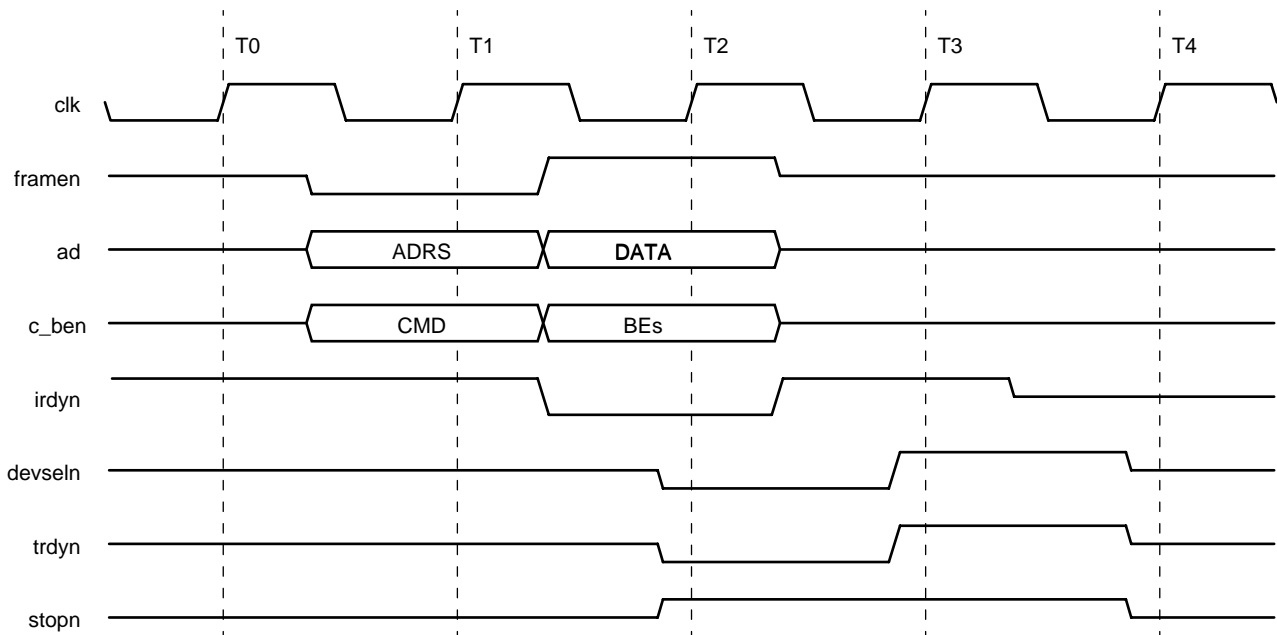 T0 T1 T2 T3 T4
clk
framen
ad ADRS DATA
c_ben CMD BEs
irdyn
devseln
trdyn
stopn